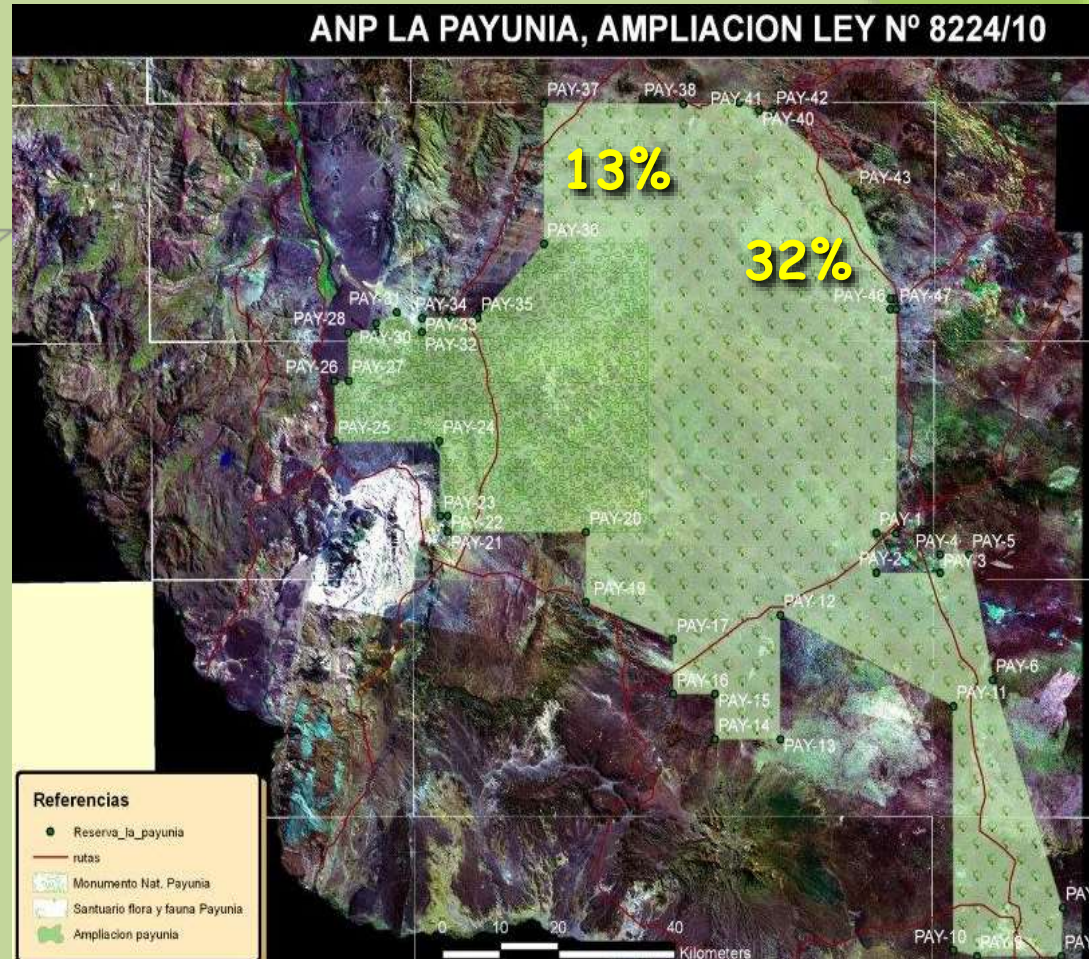 ANP LA PAYUNIA, AMPLIACION LEY Nº 8224/10
PAY-37
PAY-38
PAY-41
PAY-42
PAY-40
13%
PAY-43
PAY-36
32%
PAY-46
PAY-47
PAY-31
PAY-34
PAY-35
PAY-28
PAY-33
PAY-30
PAY-32
PAY-26
PAY-27
PAY-25
PAY-24
PAY-23
PAY-22
PAY-20
PAY-21
PAY-1
PAY-4
PAY-5
PAY-2
PAY-3
PAY-19
PAY-12
PAY-17
PAY-6
PAY-16
PAY-11
PAY-15
PAY-14
PAY-13
Referencias
Reserva_la_payunia
rutas
Monumento Nat. Payunia
Santuario flora y fauna Payunia
Ampliacion payunia
0 10 20 40
Kilometers
PAY-10
PAY-9